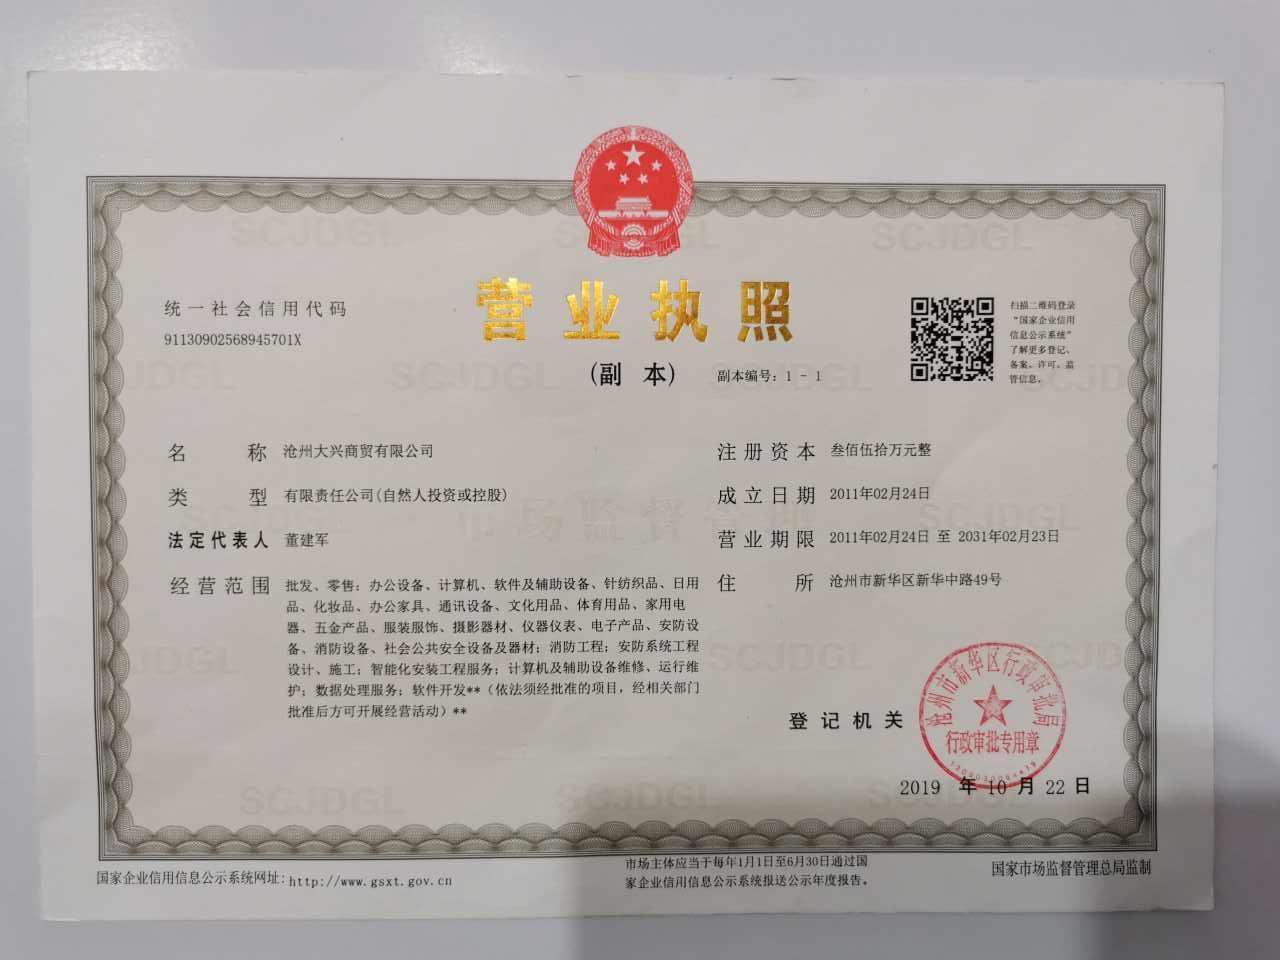 营业执照
(副 本)
副本编号：1 - 1
统一社会信用代码
91130902568945701X
扫描二维码登录
“国家企业信用
信息公示系统”
了解更多登记、
备案、许可、监
管信息。
名 称 沧州大兴商贸有限公司
类 型 有限责任公司(自然人投资或控股)
法定代表人 董建军
经营范围 批发、零售：办公设备、计算机、软件及辅助设备、针纺织品、日用
品、化妆品、办公家具、通讯设备、文化用品、体育用品、家用电
器、五金产品、服装服饰、摄影器材、仪器仪表、电子产品、安防设
备、消防设备、社会公共安全设备及器材；消防工程；安防系统工程
设计、施工；智能化安装工程服务；计算机及辅助设备维修、运行维
护；数据处理服务；软件开发**（依法须经批准的项目，经相关部门
批准后方可开展经营活动）**
注册资本 叁佰伍拾万元整
成立日期 2011年02月24日
营业期限 2011年02月24日 至 2031年02月23日
住 所 沧州市新华区新华中路49号
登记机关
沧州市新华区行政审批局
行政审批专用章
2019 年 10 月 22 日
国家企业信用信息公示系统网址：http://www.gsxt.gov.cn
市场主体应当于每年1月1日至6月30日通过国
家企业信用信息公示系统报送公示年度报告。
国家市场监督管理总局监制